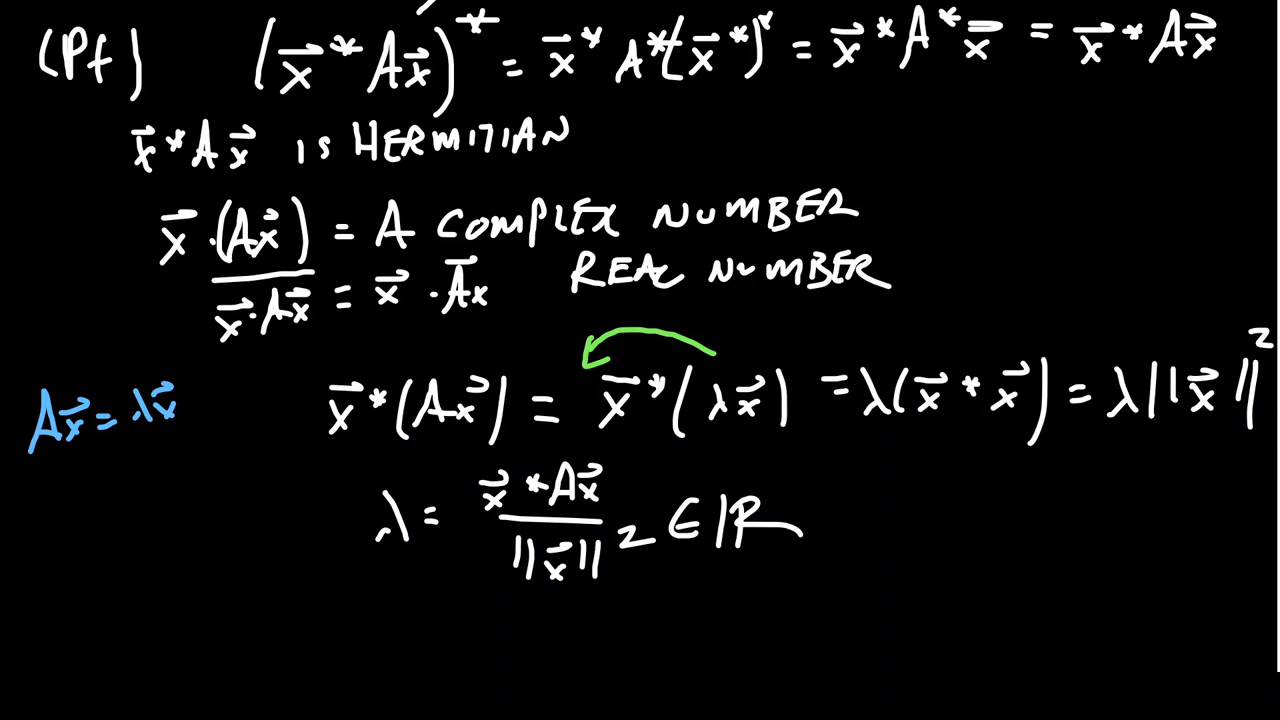 (Pf) (x⃗*Ax⃗)* = x⃗*A*(x⃗*)* = x⃗*A*x̿ = x⃗*Ax⃗
x⃗*Ax⃗ is HERMITIAN
x⃗·(Ax⃗) = A COMPLEX NUMBER
\overline{x⃗·Ax⃗} = x⃗·A̅x REAL NUMBER
Ax⃗ = λx⃗ x⃗*(Ax⃗) = x⃗*(λx⃗) = λ(x⃗*x⃗) = λ||x⃗||²
λ = x⃗*Ax⃗ / ||x⃗||² ∈ ℝ